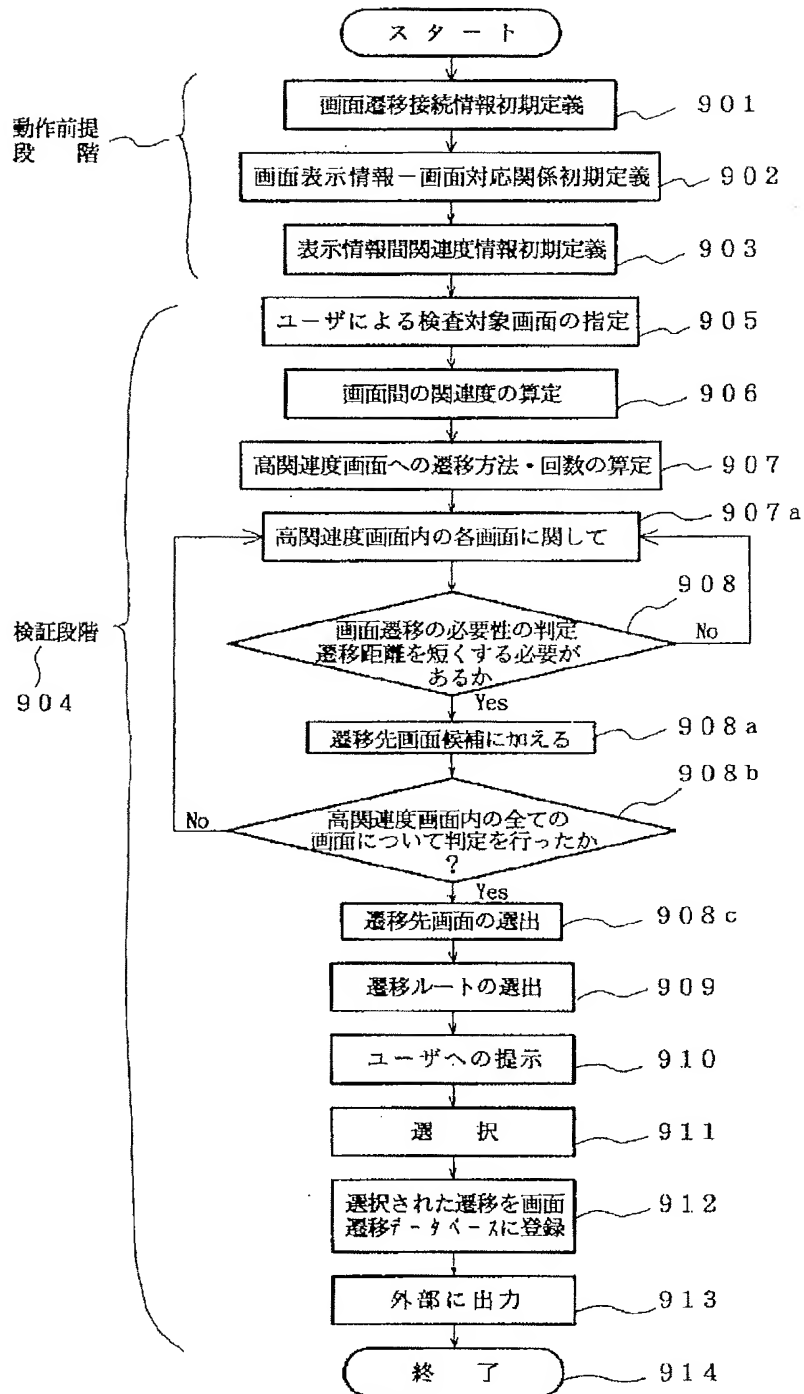 スタート
画面遷移接続情報初期定義
901
動作前提
段階
画面表示情報－画面対応関係初期定義
902
表示情報間関連度情報初期定義
903
ユーザによる検査対象画面の指定
905
画面間の関連度の算定
906
高関連度画面への遷移方法・回数の算定
907
高関連度画面内の各画面に関して
907a
画面遷移の必要性の判定
遷移距離を短くする必要が
あるか
908
No
Yes
検証段階
904
遷移先画面候補に加える
908a
高関連度画面内の全ての
画面について判定を行ったか
?
908b
No
Yes
遷移先画面の選出
908c
遷移ルートの選出
909
ユーザへの提示
910
選択
911
選択された遷移を画面
遷移データベースに登録
912
外部に出力
913
終了
914